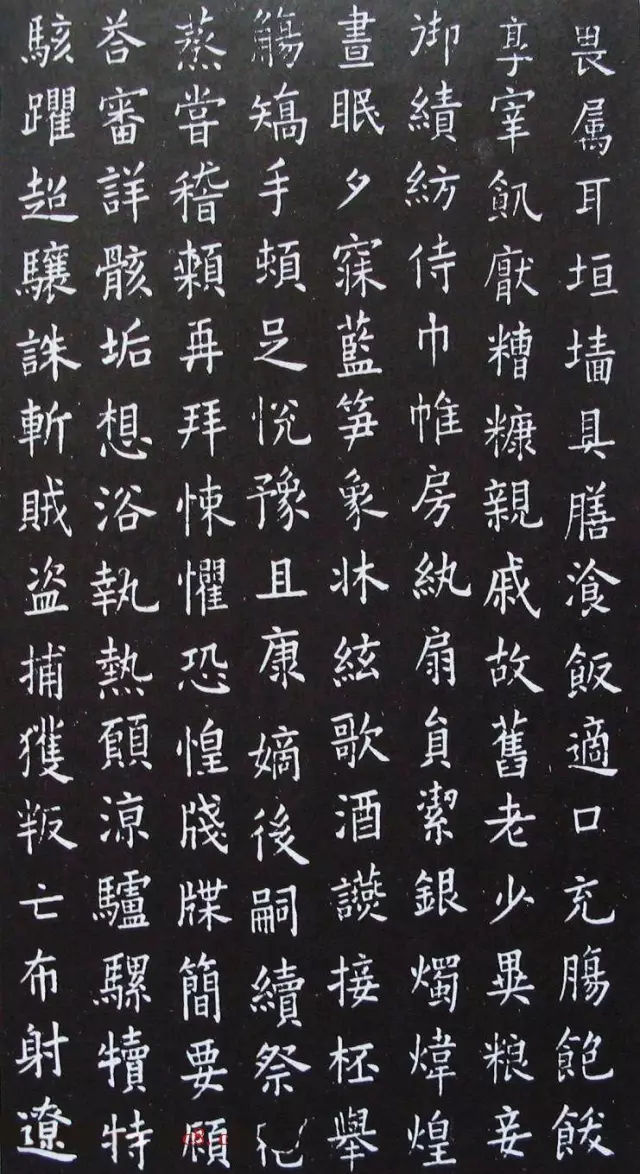 畏属耳垣墙具膳飡飯適口充膓飽飫
享宰飢厭糟糠親戚故舊老少異粮妾
御績紡侍巾帷房紈扇員潔銀燭煒煌
晝眠夕寐藍笋象牀絃歌酒讌接杯舉
觴矯手頓足悅豫且康嫡後嗣續祭祀
蒸嘗稽顙再拜悚懼恐惶牋牒簡要顧
荅審詳骸垢想浴執熱願涼驢騾犢特
駭躍超驤誅斬賊盗捕獲叛亡布射遼